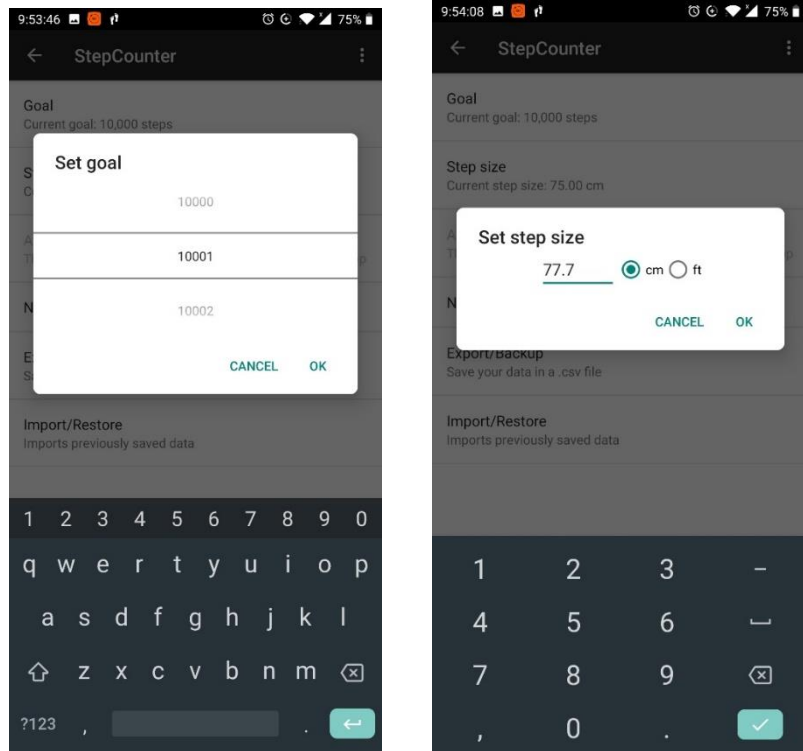 9:53:46 75%
StepCounter
Goal
Current goal: 10,000 steps
Set goal
10000
10001
10002
CANCEL OK
Import/Restore
Imports previously saved data
1 2 3 4 5 6 7 8 9 0
q w e r t y u i o p
a s d f g h j k l
z x c v b n m
?123 , .
9:54:08 75%
StepCounter
Goal
Current goal: 10,000 steps
Step size
Current step size: 75.00 cm
Set step size
77.7 cm ft
CANCEL OK
Export/Backup
Save your data in a .csv file
Import/Restore
Imports previously saved data
1 2 3 –
4 5 6
7 8 9
, 0 .